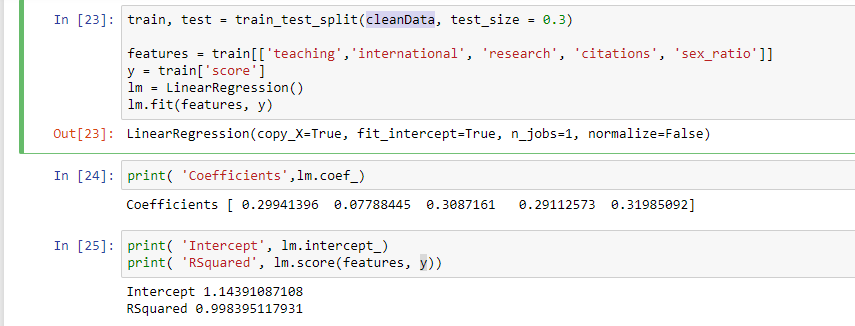 In [23]: train, test = train_test_split(cleanData, test_size = 0.3)
features = train[['teaching','international', 'research', 'citations', 'sex_ratio']]
y = train['score']
lm = LinearRegression()
lm.fit(features, y)
Out[23]: LinearRegression(copy_X=True, fit_intercept=True, n_jobs=1, normalize=False)
In [24]: print( 'Coefficients',lm.coef_)
Coefficients [ 0.29941396  0.07788445  0.3087161   0.29112573  0.31985092]
In [25]: print( 'Intercept', lm.intercept_)
print( 'RSquared', lm.score(features, y))
Intercept 1.14391087108
RSquared 0.998395117931